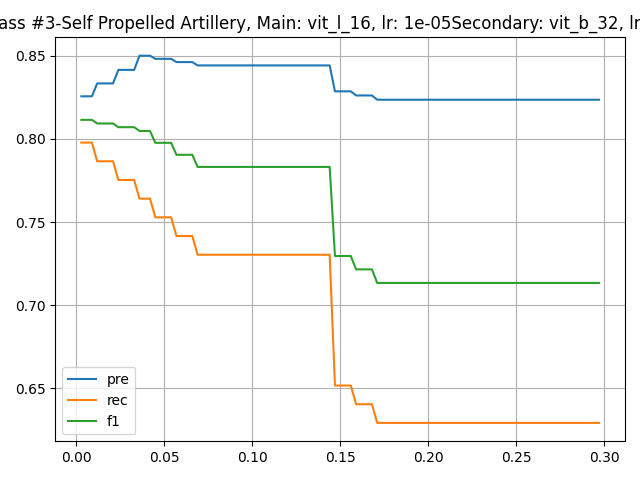 ass #3-Self Propelled Artillery, Main: vit_l_16, lr: 1e-05Secondary: vit_b_32, lr
0.85
0.80
0.75
0.70
0.65
pre
rec
f1
0.00 0.05 0.10 0.15 0.20 0.25 0.30